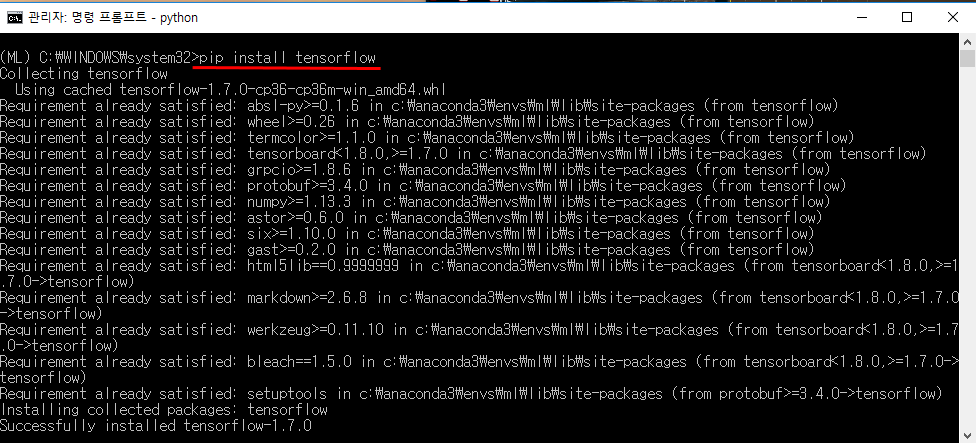 관리자: 명령 프롬프트 - python
(ML) C:\WINDOWS\system32>pip install tensorflow
Collecting tensorflow
  Using cached tensorflow-1.7.0-cp36-cp36m-win_amd64.whl
Requirement already satisfied: absl-py>=0.1.6 in c:₩anaconda3₩envs₩ml₩lib₩site-packages (from tensorflow)
Requirement already satisfied: wheel>=0.26 in c:₩anaconda3₩envs₩ml₩lib₩site-packages (from tensorflow)
Requirement already satisfied: termcolor>=1.1.0 in c:₩anaconda3₩envs₩ml₩lib₩site-packages (from tensorflow)
Requirement already satisfied: tensorboard<1.8.0,>=1.7.0 in c:₩anaconda3₩envs₩ml₩lib₩site-packages (from tensorflow)
Requirement already satisfied: grpcio>=1.8.6 in c:₩anaconda3₩envs₩ml₩lib₩site-packages (from tensorflow)
Requirement already satisfied: protobuf>=3.4.0 in c:₩anaconda3₩envs₩ml₩lib₩site-packages (from tensorflow)
Requirement already satisfied: numpy>=1.13.3 in c:₩anaconda3₩envs₩ml₩lib₩site-packages (from tensorflow)
Requirement already satisfied: astor>=0.6.0 in c:₩anaconda3₩envs₩ml₩lib₩site-packages (from tensorflow)
Requirement already satisfied: six>=1.10.0 in c:₩anaconda3₩envs₩ml₩lib₩site-packages (from tensorflow)
Requirement already satisfied: gast>=0.2.0 in c:₩anaconda3₩envs₩ml₩lib₩site-packages (from tensorflow)
Requirement already satisfied: html5lib==0.9999999 in c:₩anaconda3₩envs₩ml₩lib₩site-packages (from tensorboard<1.8.0,>=1
.7.0->tensorflow)
Requirement already satisfied: markdown>=2.6.8 in c:₩anaconda3₩envs₩ml₩lib₩site-packages (from tensorboard<1.8.0,>=1.7.0
->tensorflow)
Requirement already satisfied: werkzeug>=0.11.10 in c:₩anaconda3₩envs₩ml₩lib₩site-packages (from tensorboard<1.8.0,>=1.7
.0->tensorflow)
Requirement already satisfied: bleach==1.5.0 in c:₩anaconda3₩envs₩ml₩lib₩site-packages (from tensorboard<1.8.0,>=1.7.0->
tensorflow)
Requirement already satisfied: setuptools in c:₩anaconda3₩envs₩ml₩lib₩site-packages (from protobuf>=3.4.0->tensorflow)
Installing collected packages: tensorflow
Successfully installed tensorflow-1.7.0